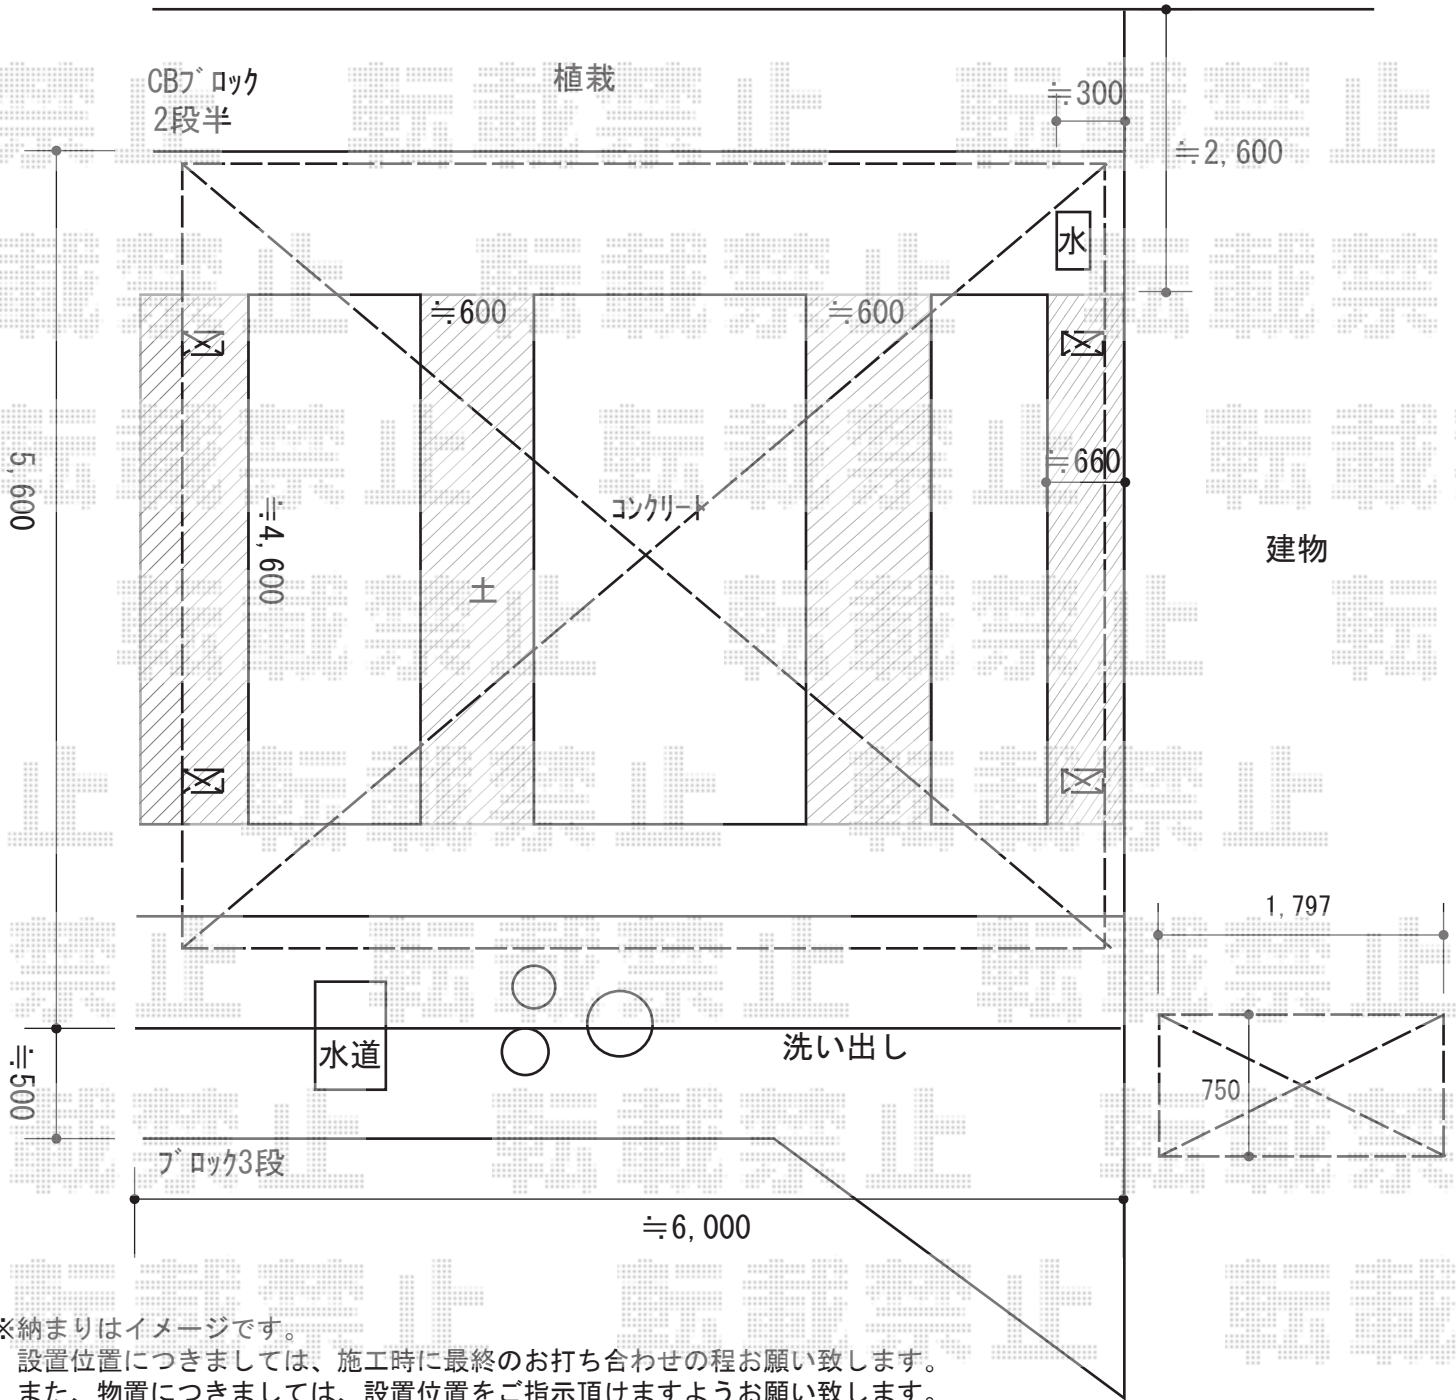 CBブロック
2段半
植栽
≒300
≒2,600
水
≒600
≒600
≒660
5,600
≒4,600
コンクリート
土
建物
1,797
750
水道
洗い出し
≒500
ブロック3段
≒6,000
※納まりはイメージです。
設置位置につきましては、施工時に最終のお打ち合わせの程お願い致します。
また、物置につきましては、設置位置をご指示頂けますようお願い致します。
転載禁止